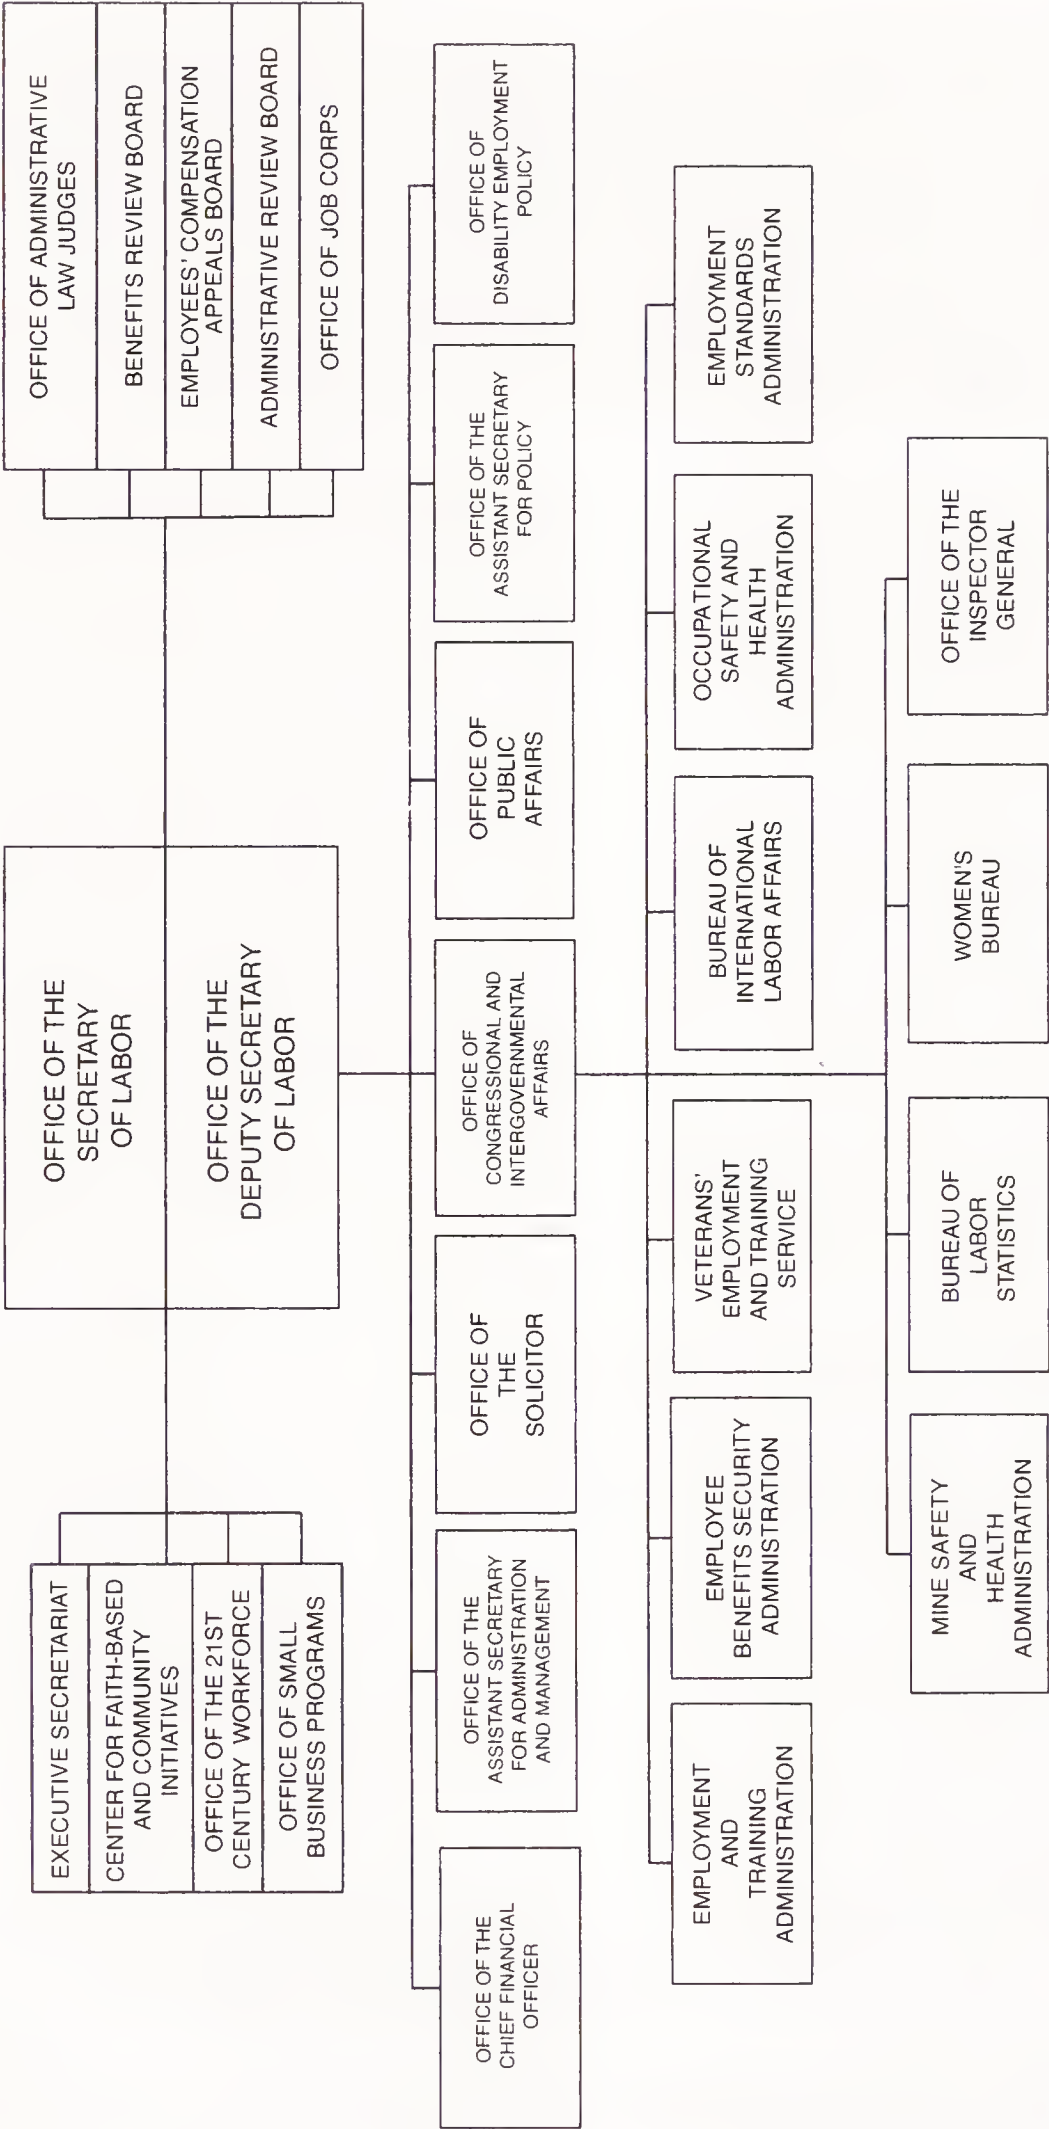 OFFICE OF THE
SECRETARY
OF LABOR
OFFICE OF THE
DEPUTY SECRETARY
OF LABOR
EXECUTIVE SECRETARIAT
CENTER FOR FAITH-BASED
AND COMMUNITY
INITIATIVES
OFFICE OF THE 21ST
CENTURY WORKFORCE
OFFICE OF SMALL
BUSINESS PROGRAMS
OFFICE OF ADMINISTRATIVE
LAW JUDGES
BENEFITS REVIEW BOARD
EMPLOYEES' COMPENSATION
APPEALS BOARD
ADMINISTRATIVE REVIEW BOARD
OFFICE OF JOB CORPS
OFFICE OF THE
CHIEF FINANCIAL
OFFICER
OFFICE OF THE
ASSISTANT SECRETARY
FOR ADMINISTRATION
AND MANAGEMENT
OFFICE OF
THE
SOLICITOR
OFFICE OF
CONGRESSIONAL AND
INTERGOVERNMENTAL
AFFAIRS
OFFICE OF
PUBLIC
AFFAIRS
OFFICE OF THE
ASSISTANT SECRETARY
FOR POLICY
OFFICE OF
DISABILITY EMPLOYMENT
POLICY
EMPLOYMENT
AND
TRAINING
ADMINISTRATION
EMPLOYEE
BENEFITS SECURITY
ADMINISTRATION
VETERANS'
EMPLOYMENT
AND TRAINING
SERVICE
BUREAU OF
INTERNATIONAL
LABOR AFFAIRS
OCCUPATIONAL
SAFETY AND
HEALTH
ADMINISTRATION
EMPLOYMENT
STANDARDS
ADMINISTRATION
MINE SAFETY
AND
HEALTH
ADMINISTRATION
BUREAU OF
LABOR
STATISTICS
WOMEN'S
BUREAU
OFFICE OF THE
INSPECTOR
GENERAL